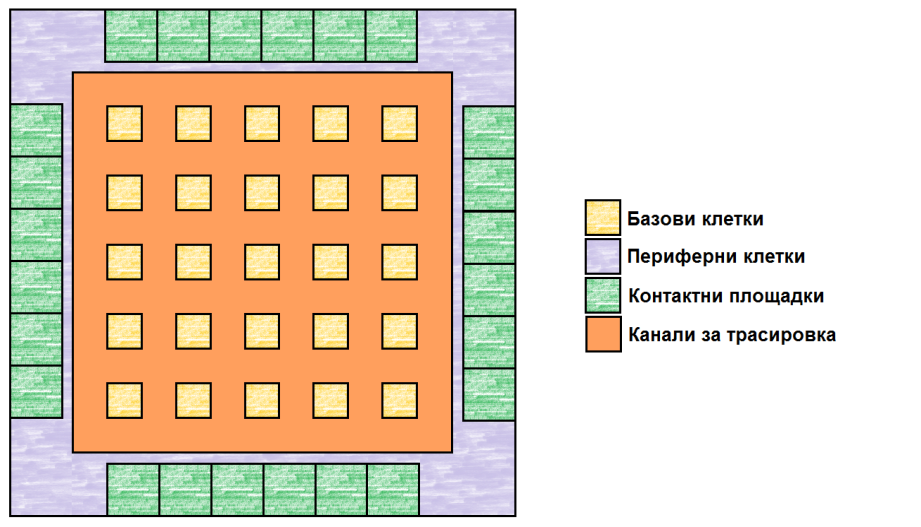 Базови клетки
Периферни клетки
Контактни площадки
Канали за трасировка